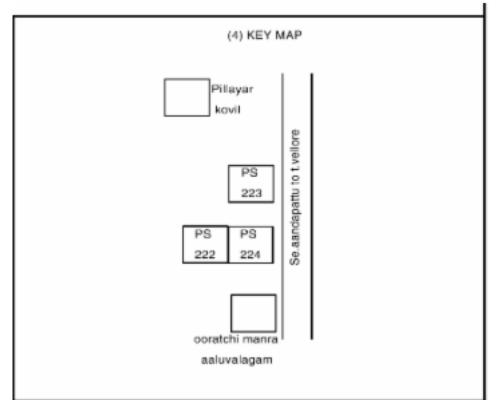 (4) KEY MAP
Pillayar
kovil
PS
223
Se.aandapattu to t.vellore
PS
222
PS
224
ooratchi manra
aaluvalagam